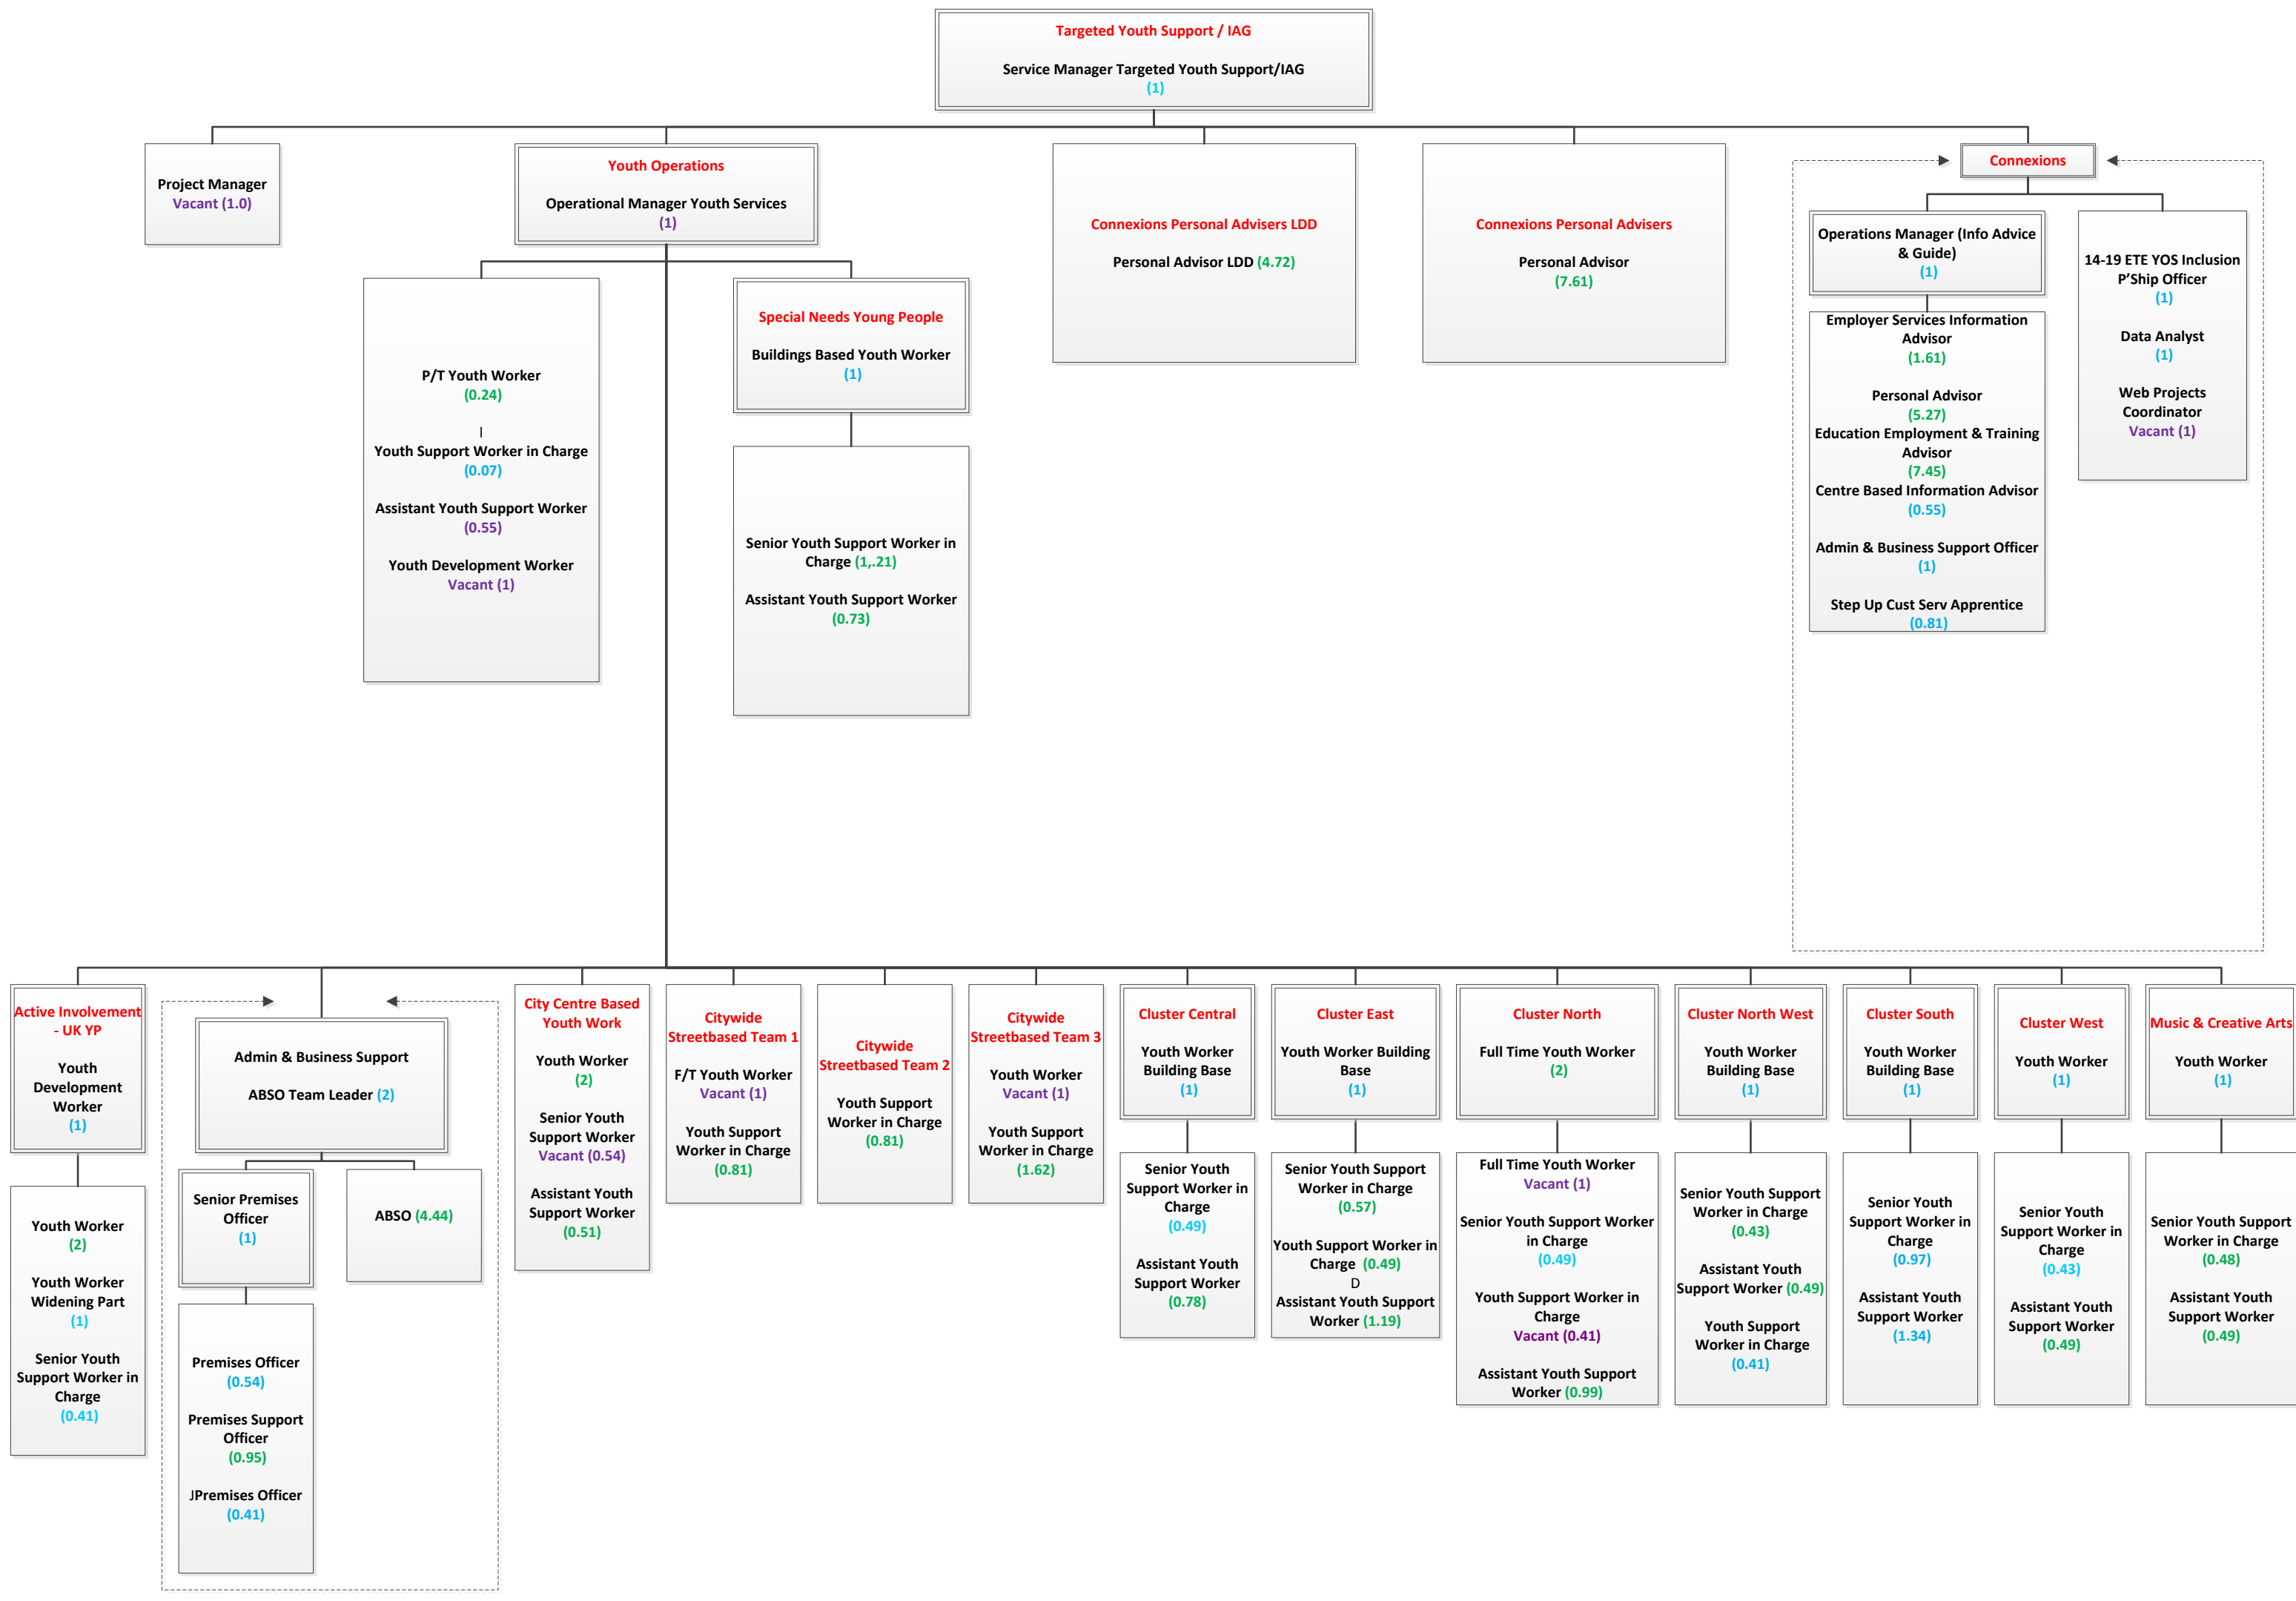 Targeted Youth Support / IAG
Service Manager Targeted Youth Support/IAG
(1)
Project Manager
Vacant (1.0)
Youth Operations
Operational Manager Youth Services
(1)
Connexions Personal Advisers LDD
Personal Advisor LDD (4.72)
Connexions Personal Advisers
Personal Advisor
(7.61)
Connexions
Operations Manager (Info Advice
& Guide)
(1)
Employer Services Information
Advisor
(1.61)
Personal Advisor
(5.27)
Education Employment & Training
Advisor
(7.45)
Centre Based Information Advisor
(0.55)
Admin & Business Support Officer
(1)
Step Up Cust Serv Apprentice
(0.81)
14-19 ETE YOS Inclusion
P'Ship Officer
(1)
Data Analyst
(1)
Web Projects
Coordinator
Vacant (1)
P/T Youth Worker
(0.24)
I
Youth Support Worker in Charge
(0.07)
Assistant Youth Support Worker
(0.55)
Youth Development Worker
Vacant (1)
Special Needs Young People
Buildings Based Youth Worker
(1)
Senior Youth Support Worker in
Charge (1,.21)
Assistant Youth Support Worker
(0.73)
Active Involvement
- UK YP
Youth
Development
Worker
(1)
Youth Worker
(2)
Youth Worker
Widening Part
(1)
Senior Youth
Support Worker in
Charge
(0.41)
Admin & Business Support
ABSO Team Leader (2)
Senior Premises
Officer
(1)
ABSO (4.44)
Premises Officer
(0.54)
Premises Support
Officer
(0.95)
JPremises Officer
(0.41)
City Centre Based
Youth Work
Youth Worker
(2)
Senior Youth
Support Worker
Vacant (0.54)
Assistant Youth
Support Worker
(0.51)
Citywide
Streetbased Team 1
F/T Youth Worker
Vacant (1)
Youth Support
Worker in Charge
(0.81)
Citywide
Streetbased Team 2
Youth Support
Worker in Charge
(0.81)
Citywide
Streetbased Team 3
Youth Worker
Vacant (1)
Youth Support
Worker in Charge
(1.62)
Cluster Central
Youth Worker
Building Base
(1)
Senior Youth
Support Worker in
Charge
(0.49)
Assistant Youth
Support Worker
(0.78)
Cluster East
Youth Worker Building
Base
(1)
Senior Youth Support
Worker in Charge
(0.57)
Youth Support Worker in
Charge (0.49)
D
Assistant Youth Support
Worker (1.19)
Cluster North
Full Time Youth Worker
(2)
Full Time Youth Worker
Vacant (1)
Senior Youth Support Worker
in Charge
(0.49)
Youth Support Worker in
Charge
Vacant (0.41)
Assistant Youth Support
Worker (0.99)
Cluster North West
Youth Worker
Building Base
(1)
Senior Youth Support
Worker in Charge
(0.43)
Assistant Youth
Support Worker (0.49)
Youth Support
Worker in Charge
(0.41)
Cluster South
Youth Worker
Building Base
(1)
Senior Youth
Support Worker in
Charge
(0.97)
Assistant Youth
Support Worker
(1.34)
Cluster West
Youth Worker
(1)
Senior Youth
Support Worker in
Charge
(0.43)
Assistant Youth
Support Worker
(0.49)
Music & Creative Arts
Youth Worker
(1)
Senior Youth Support
Worker in Charge
(0.48)
Assistant Youth
Support Worker
(0.49)